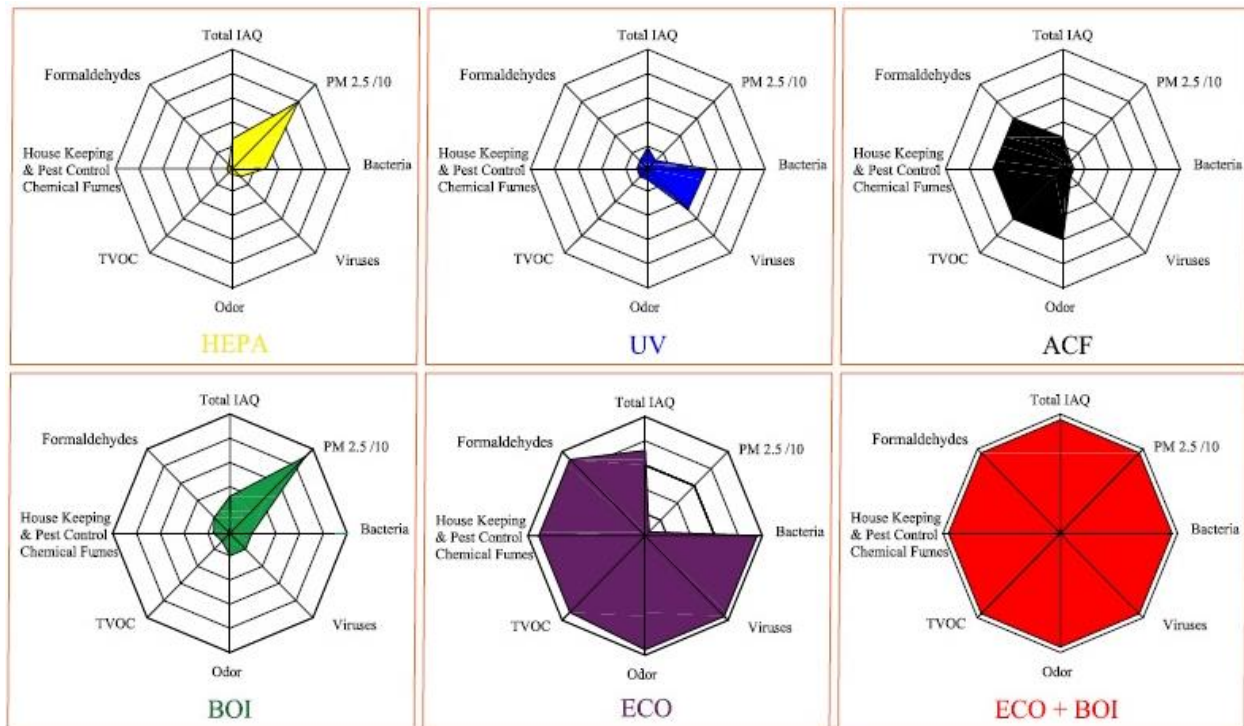 Total IAQ
Formaldehydes
PM 2.5 /10
House Keeping
& Pest Control
Chemical Fumes
Bacteria
TVOC
Viruses
Odor
HEPA
Total IAQ
Formaldehydes
PM 2.5 /10
House Keeping
& Pest Control
Chemical Fumes
Bacteria
TVOC
Viruses
Odor
UV
Total IAQ
Formaldehydes
PM 2.5 /10
House Keeping
& Pest Control
Chemical Fumes
Bacteria
TVOC
Viruses
Odor
ACF
Total IAQ
Formaldehydes
PM 2.5 /10
House Keeping
& Pest Control
Chemical Fumes
Bacteria
TVOC
Viruses
Odor
BOI
Total IAQ
Formaldehydes
PM 2.5 /10
House Keeping
& Pest Control
Chemical Fumes
Bacteria
TVOC
Viruses
Odor
ECO
Total IAQ
Formaldehydes
PM 2.5 /10
House Keeping
& Pest Control
Chemical Fumes
Bacteria
TVOC
Viruses
Odor
ECO + BOI